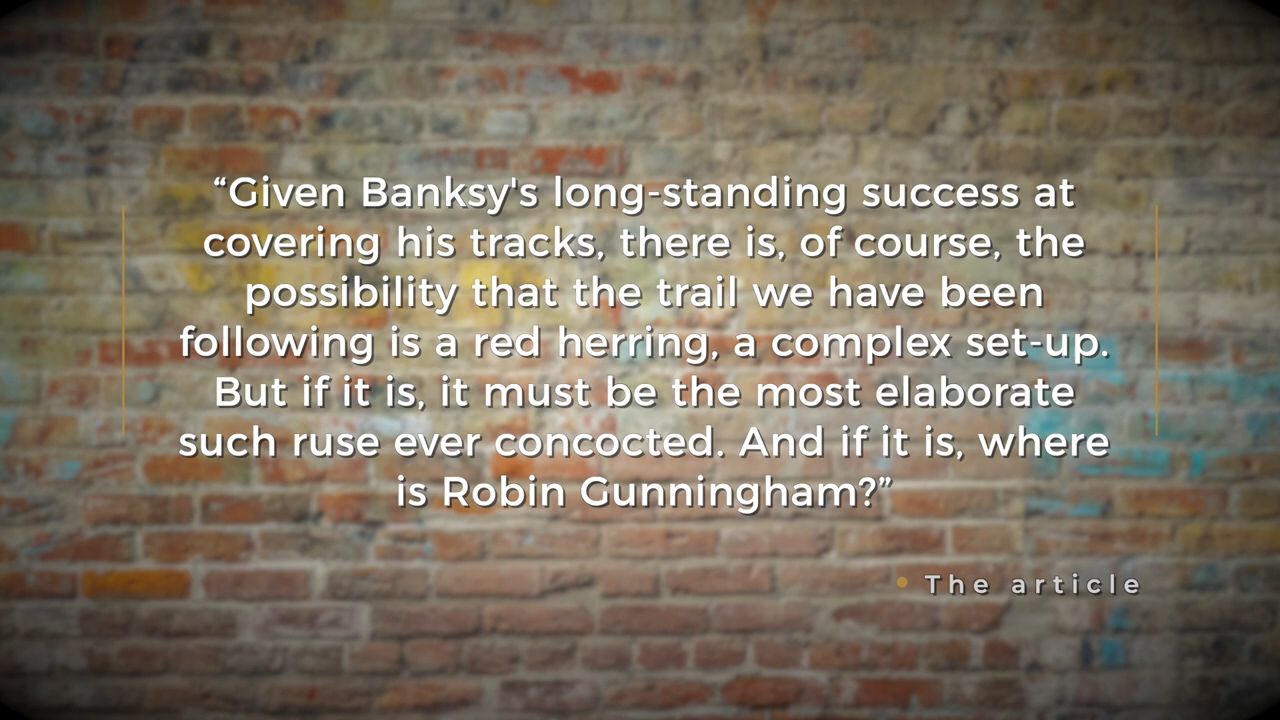 “Given Banksy's long-standing success at
covering his tracks, there is, of course, the
possibility that the trail we have been
following is a red herring, a complex set-up.
But if it is, it must be the most elaborate
such ruse ever concocted. And if it is, where
is Robin Gunningham?”
The article